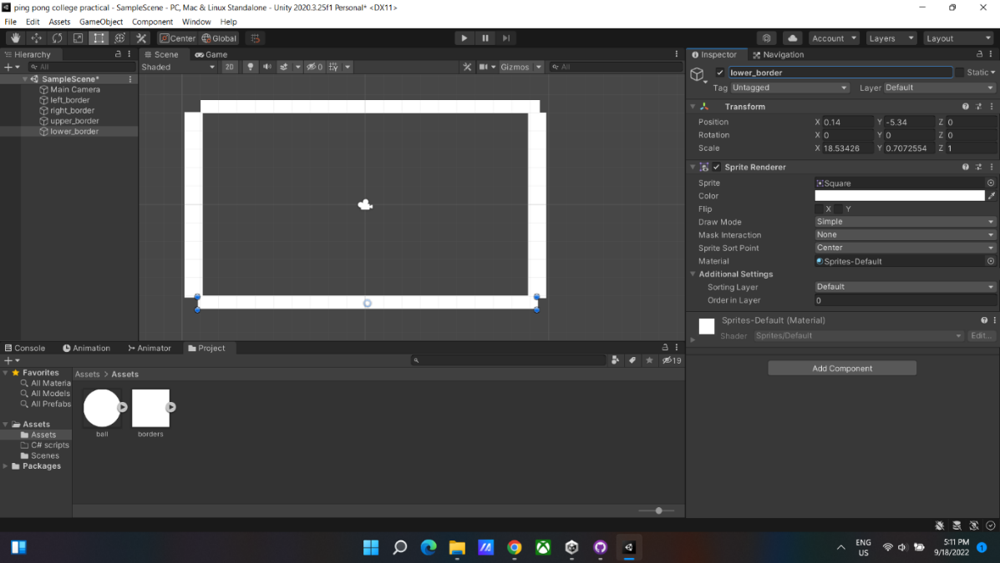 ping pong college practical - SampleScene - PC, Mac & Linux Standalone - Unity 2020.3.25f1 Personal* <DX11>
File Edit Assets GameObject Component Window Help
Center Global Account Layers Layout
Hierarchy
All
SampleScene*
Main Camera
left_border
right_border
upper_border
lower_border
Scene Game
Shaded 2D 0 Gizmos All
Inspector Navigation
lower_border Static
Tag Untagged Layer Default
Transform
Position X 0.14 Y -5.34 Z 0
Rotation X 0 Y 0 Z 0
Scale X 18.53426 Y 0.7072554 Z 1
Sprite Renderer
Sprite Square
Color
Flip X Y
Draw Mode Simple
Mask Interaction None
Sprite Sort Point Center
Material Sprites-Default
Additional Settings
Sorting Layer Default
Order in Layer 0
Sprites-Default (Material)
Shader Sprites/Default Edit...
Add Component
Console Animation Animator Project
19
Favorites
All Materia
All Models
All Prefabs
Assets
Assets
C# scripts
Scenes
Packages
Assets > Assets
ball borders
ENG
US
5:11 PM
9/18/2022
1